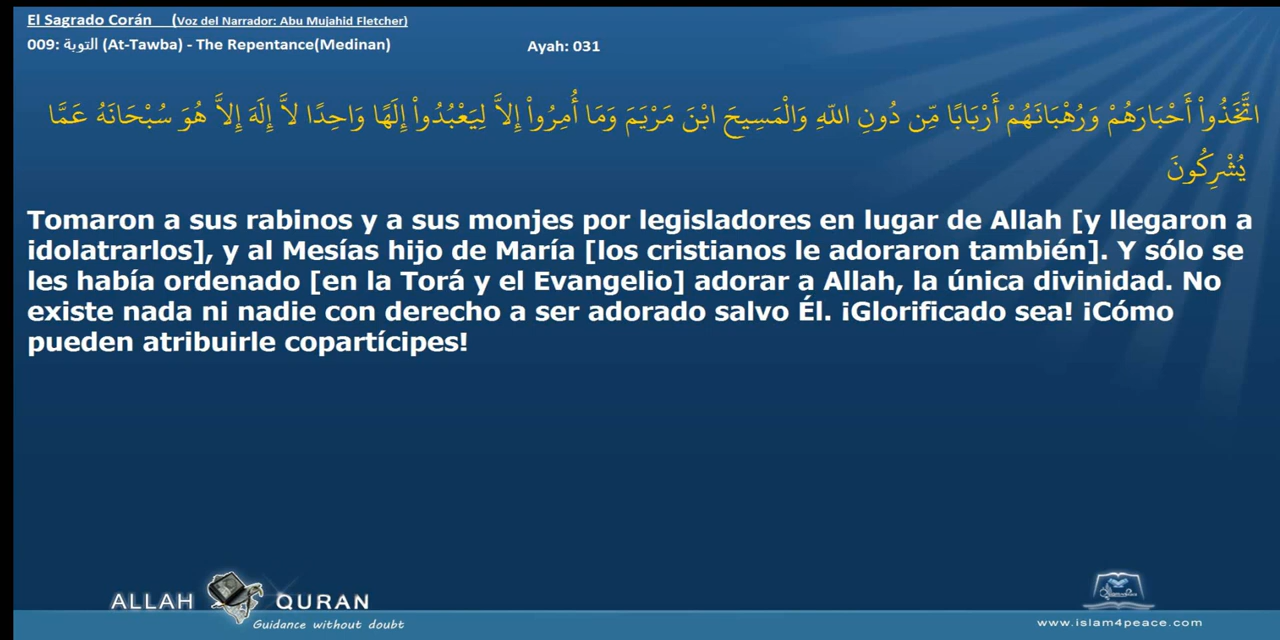 El Sagrado Corán (Voz del Narrador: Abu Mujahid Fletcher)
009: التوبة (At-Tawba) - The Repentance(Medinan) Ayah: 031
اتَّخَذُواْ أَحْبَارَهُمْ وَرُهْبَانَهُمْ أَرْبَابًا مِّن دُونِ اللّهِ وَالْمَسِيحَ ابْنَ مَرْيَمَ وَمَا أُمِرُواْ إِلاَّ لِيَعْبُدُواْ إِلَهًا وَاحِدًا لاَّ إِلَهَ إِلاَّ هُوَ سُبْحَانَهُ عَمَّا
يُشْرِكُونَ
Tomaron a sus rabinos y a sus monjes por legisladores en lugar de Allah [y llegaron a
idolatrarlos], y al Mesías hijo de María [los cristianos le adoraron también]. Y sólo se
les había ordenado [en la Torá y el Evangelio] adorar a Allah, la única divinidad. No
existe nada ni nadie con derecho a ser adorado salvo Él. ¡Glorificado sea! ¡Cómo
pueden atribuirle copartícipes!
ALLAH QURAN
Guidance without doubt
www.islam4peace.com